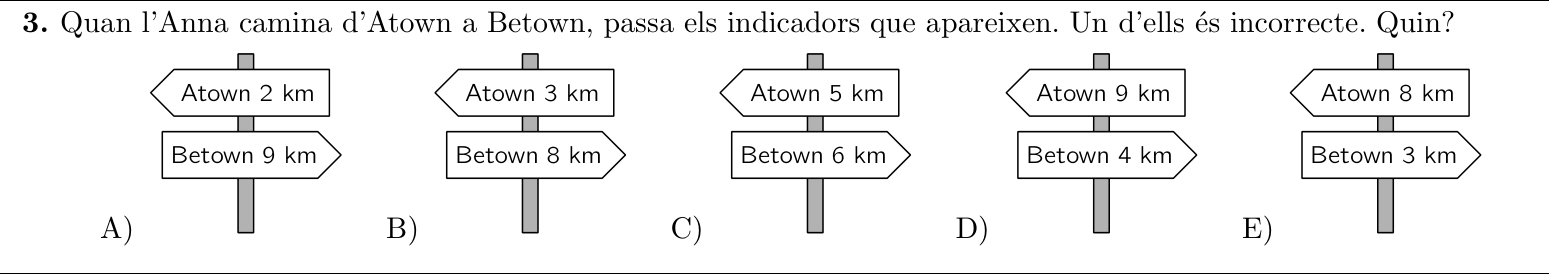 3. Quan l'Anna camina d'Atown a Betown, passa els indicadors que apareixen. Un d'ells és incorrecte. Quin?
Atown 2 km
Betown 9 km
A)
Atown 3 km
Betown 8 km
B)
Atown 5 km
Betown 6 km
C)
Atown 9 km
Betown 4 km
D)
Atown 8 km
Betown 3 km
E)